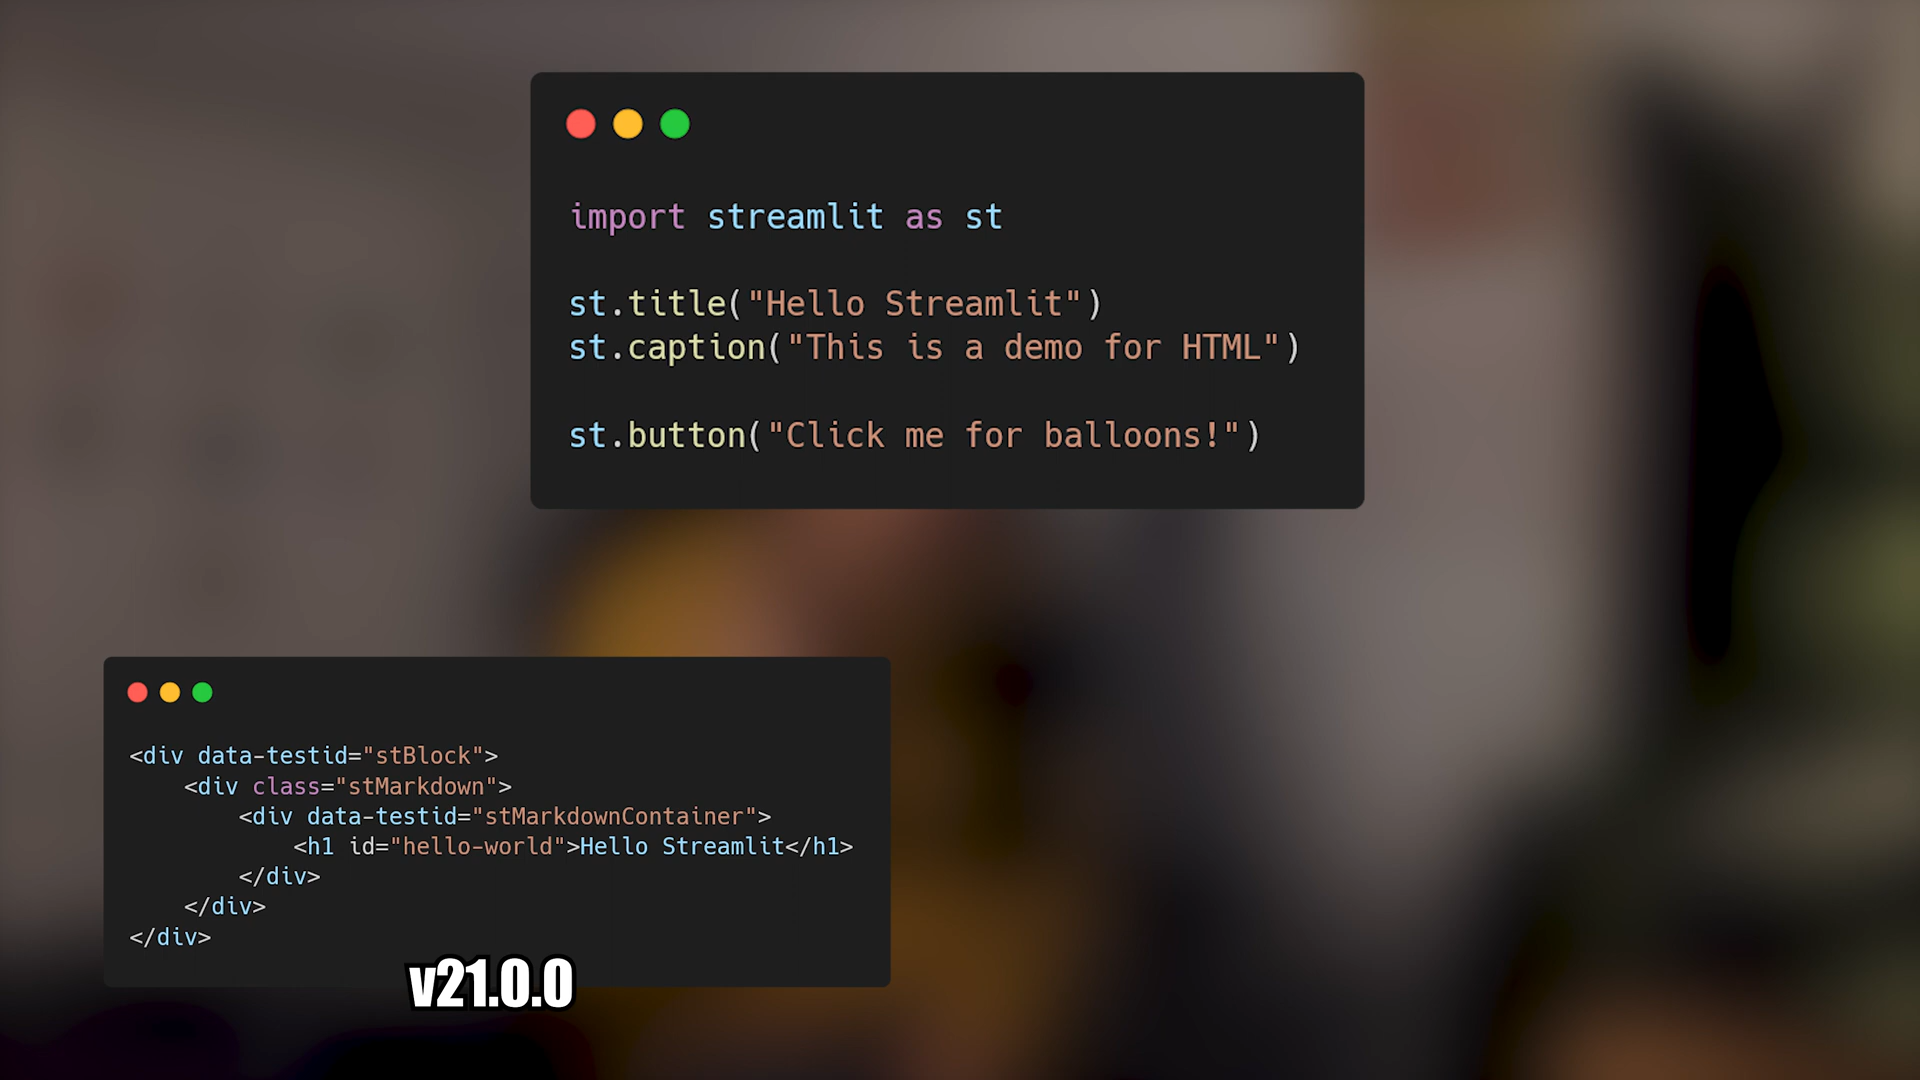 import streamlit as st
st.title("Hello Streamlit")
st.caption("This is a demo for HTML")
st.button("Click me for balloons!")
<div data-testid="stBlock">
    <div class="stMarkdown">
        <div data-testid="stMarkdownContainer">
            <h1 id="hello-world">Hello Streamlit</h1>
        </div>
    </div>
</div>
v21.0.0